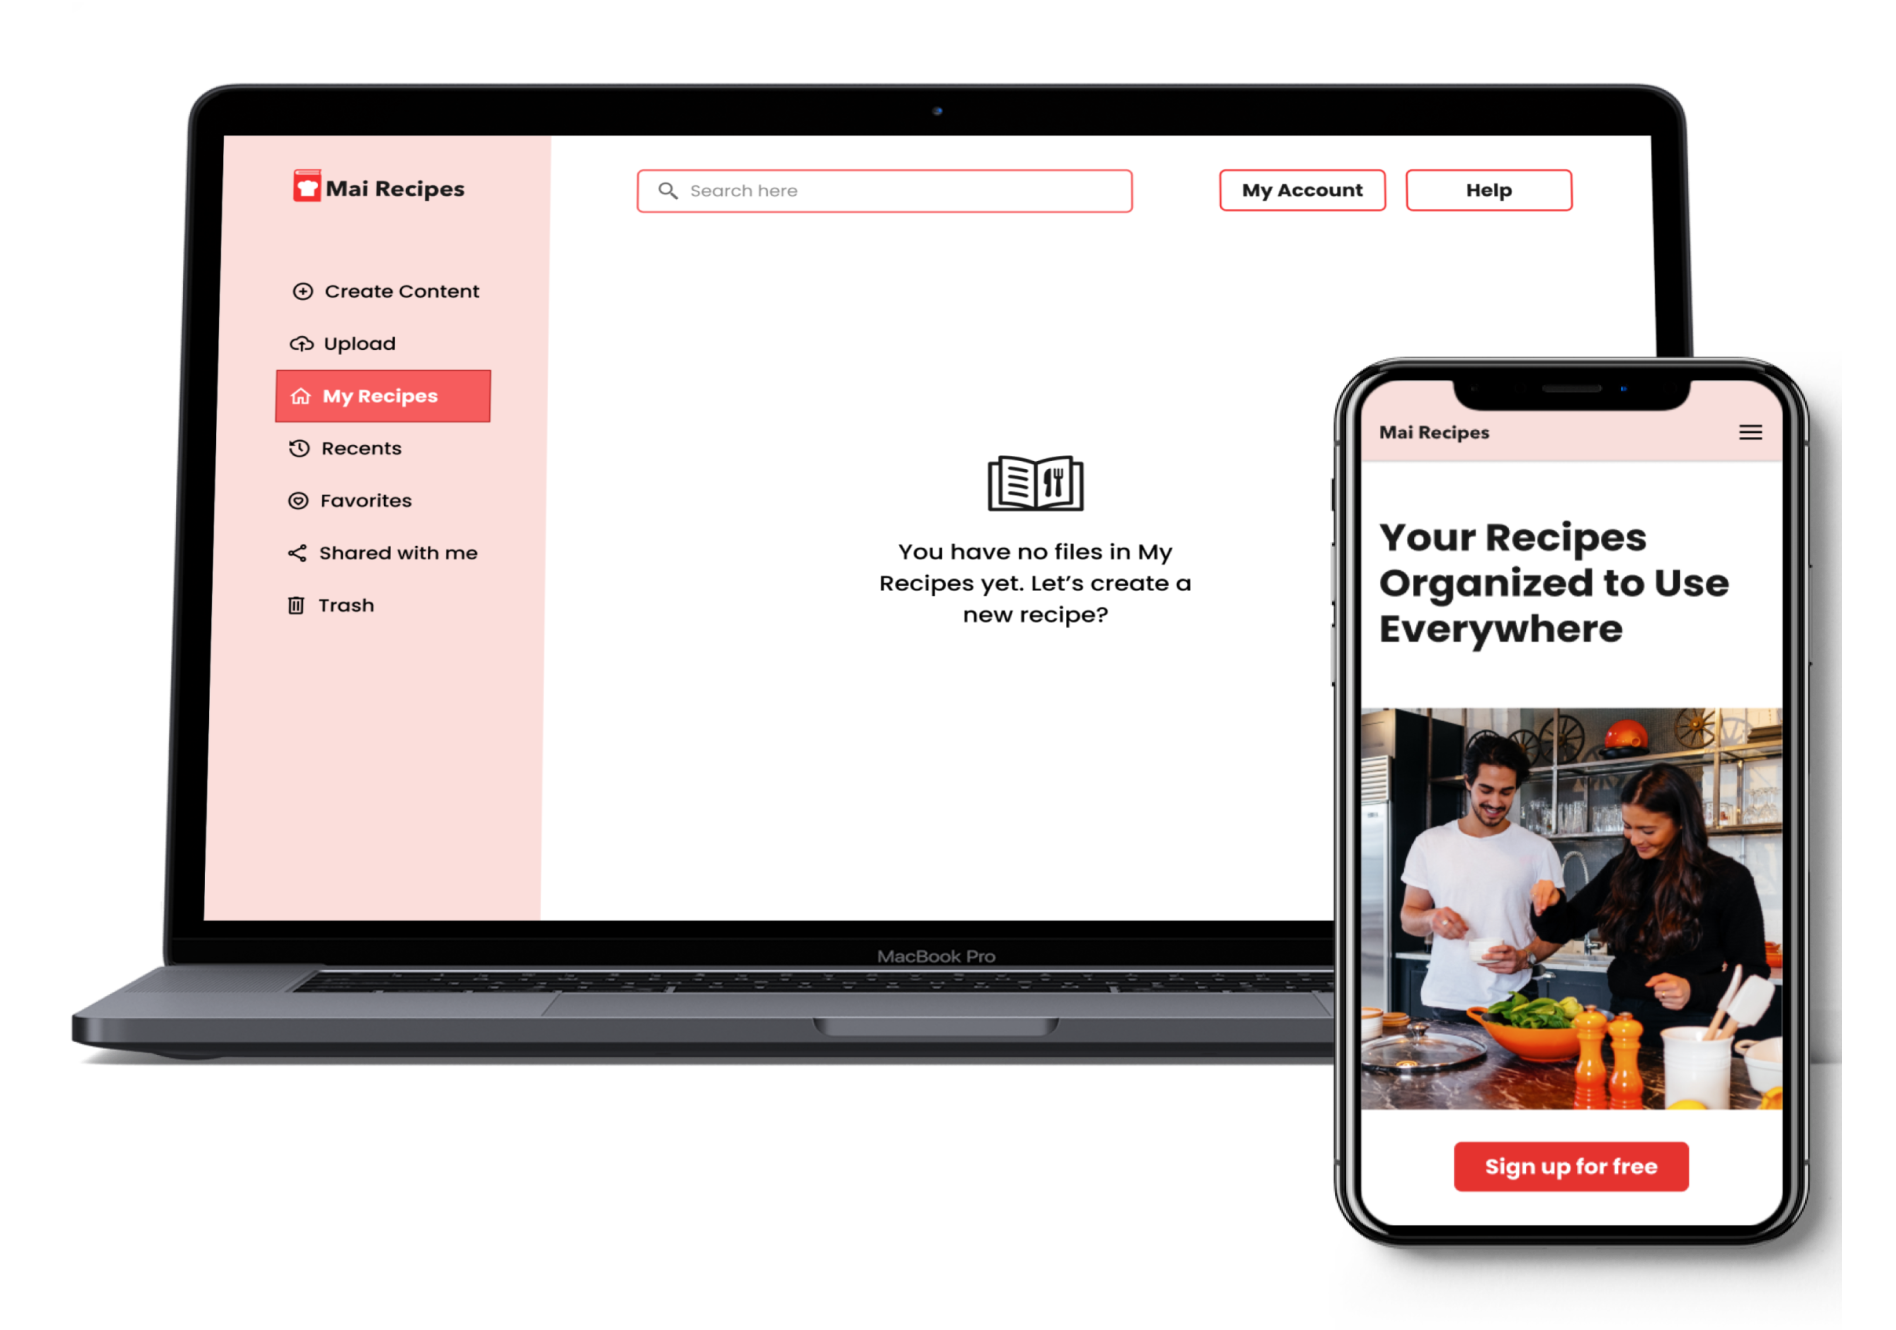 Mai Recipes
Search here
My Account
Help
Create Content
Upload
My Recipes
Recents
Favorites
Shared with me
Trash
You have no files in My
Recipes yet. Let's create a
new recipe?
MacBook Pro
Mai Recipes
Your Recipes
Organized to Use
Everywhere
Sign up for free